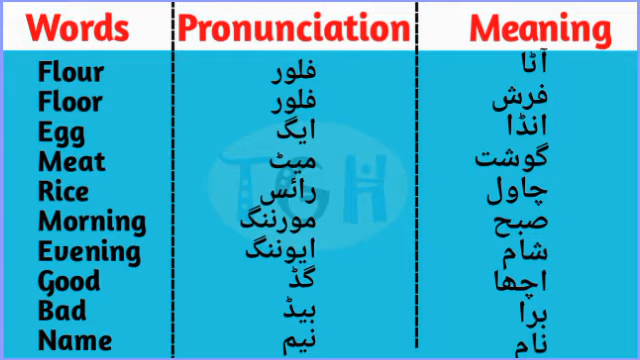 Words Pronunciation Meaning
Flour فلور آٹا
Floor فلور فرش
Egg ایگ انڈا
Meat میٹ گوشت
Rice رائس چاول
Morning مورننگ صبح
Evening ایوننگ شام
Good گڈ اچھا
Bad بیڈ برا
Name نیم نام
TGH